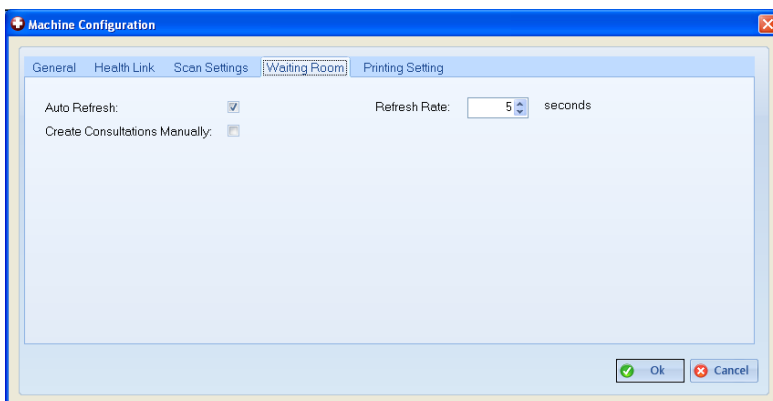 Machine Configuration
General Health Link Scan Settings Waiting Room Printing Setting
Auto Refresh: Refresh Rate: 5 seconds
Create Consultations Manually:
Ok Cancel